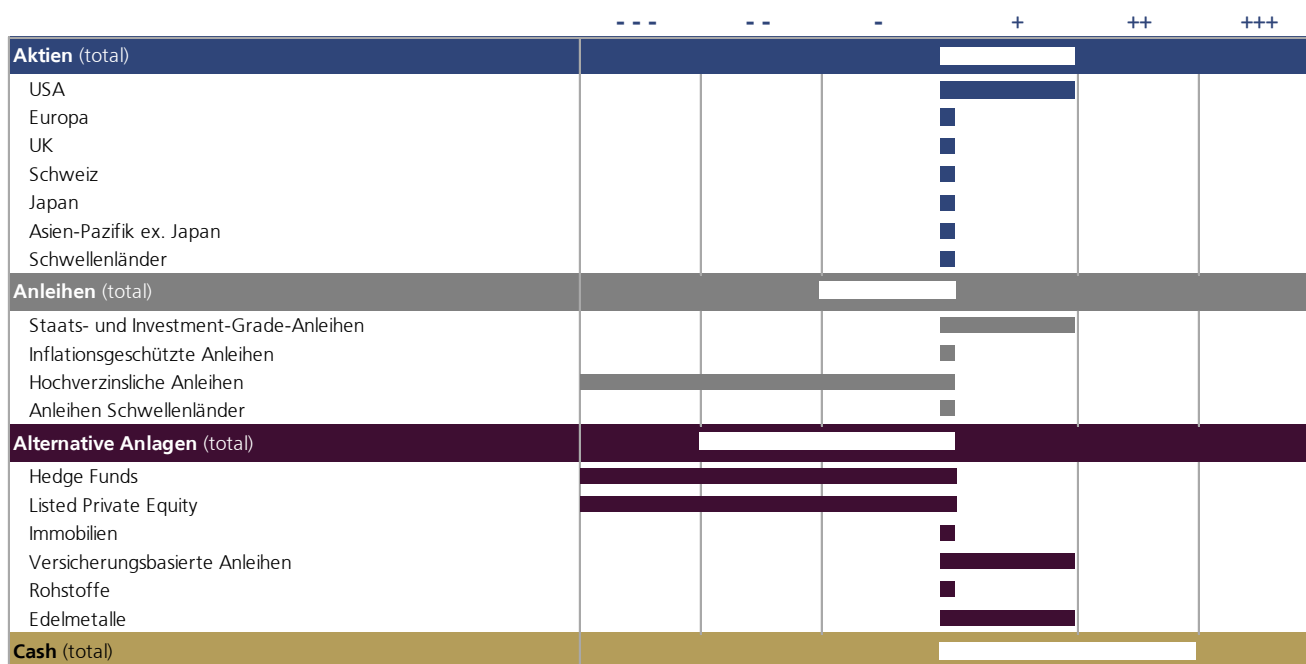 - - - - - - + ++ +++
Aktien (total)
USA
Europa
UK
Schweiz
Japan
Asien-Pazifik ex. Japan
Schwellenländer
Anleihen (total)
Staats- und Investment-Grade-Anleihen
Inflationsgeschützte Anleihen
Hochverzinsliche Anleihen
Anleihen Schwellenländer
Alternative Anlagen (total)
Hedge Funds
Listed Private Equity
Immobilien
Versicherungsbasierte Anleihen
Rohstoffe
Edelmetalle
Cash (total)